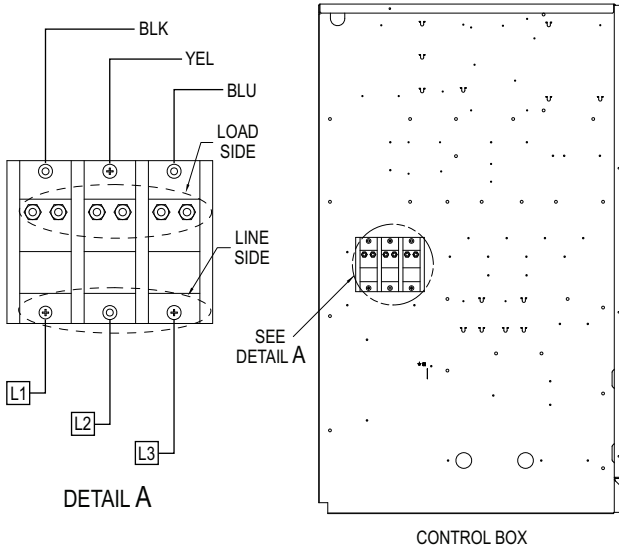 BLK
YEL
BLU
LOAD
SIDE
LINE
SIDE
L1
L2
L3
DETAIL A
SEE
DETAIL A
CONTROL BOX